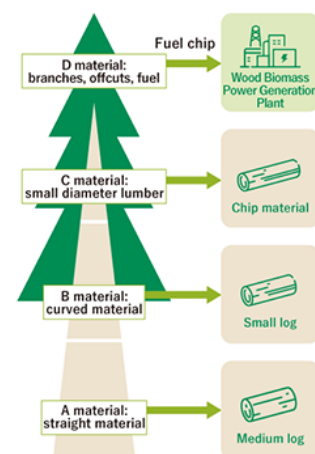 Fuel chip
D material:
branches, offcuts, fuel
Wood Biomass
Power Generation
Plant
C material:
small diameter lumber
Chip material
B material:
curved material
Small log
A material:
straight material
Medium log